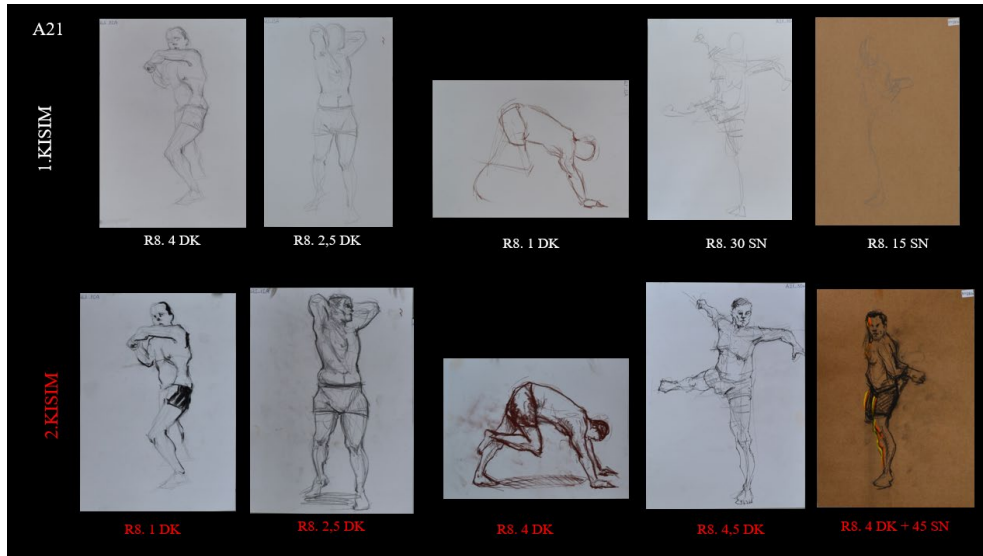 A21
1.KISIM
R8. 4 DK
R8. 2,5 DK
R8. 1 DK
R8. 30 SN
R8. 15 SN
2.KISIM
R8. 1 DK
R8. 2,5 DK
R8. 4 DK
R8. 4,5 DK
R8. 4 DK + 45 SN